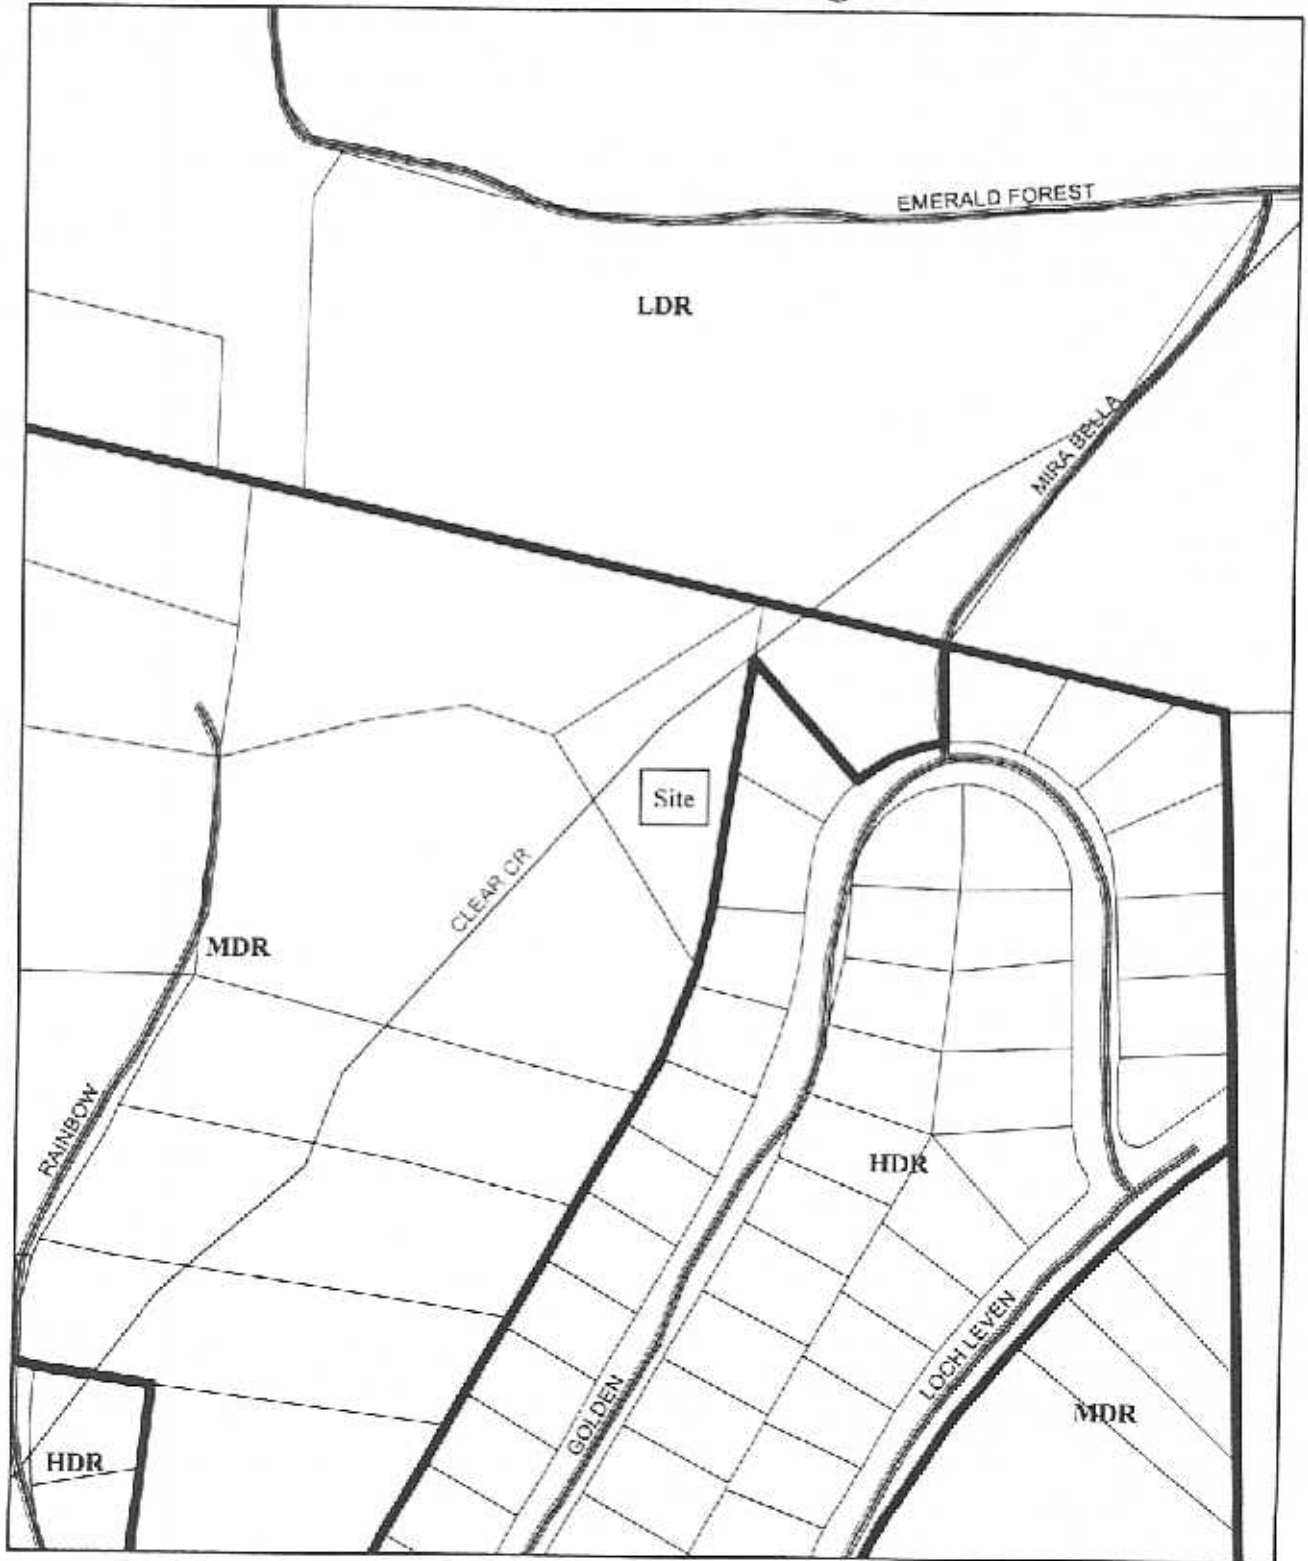 EMERALD FOREST
LDR
MIRA BELLA
Site
CLEAR CR
MDR
RAINBOW
HDR
LOCH LEVEN
GOLDEN
MDR
HDR